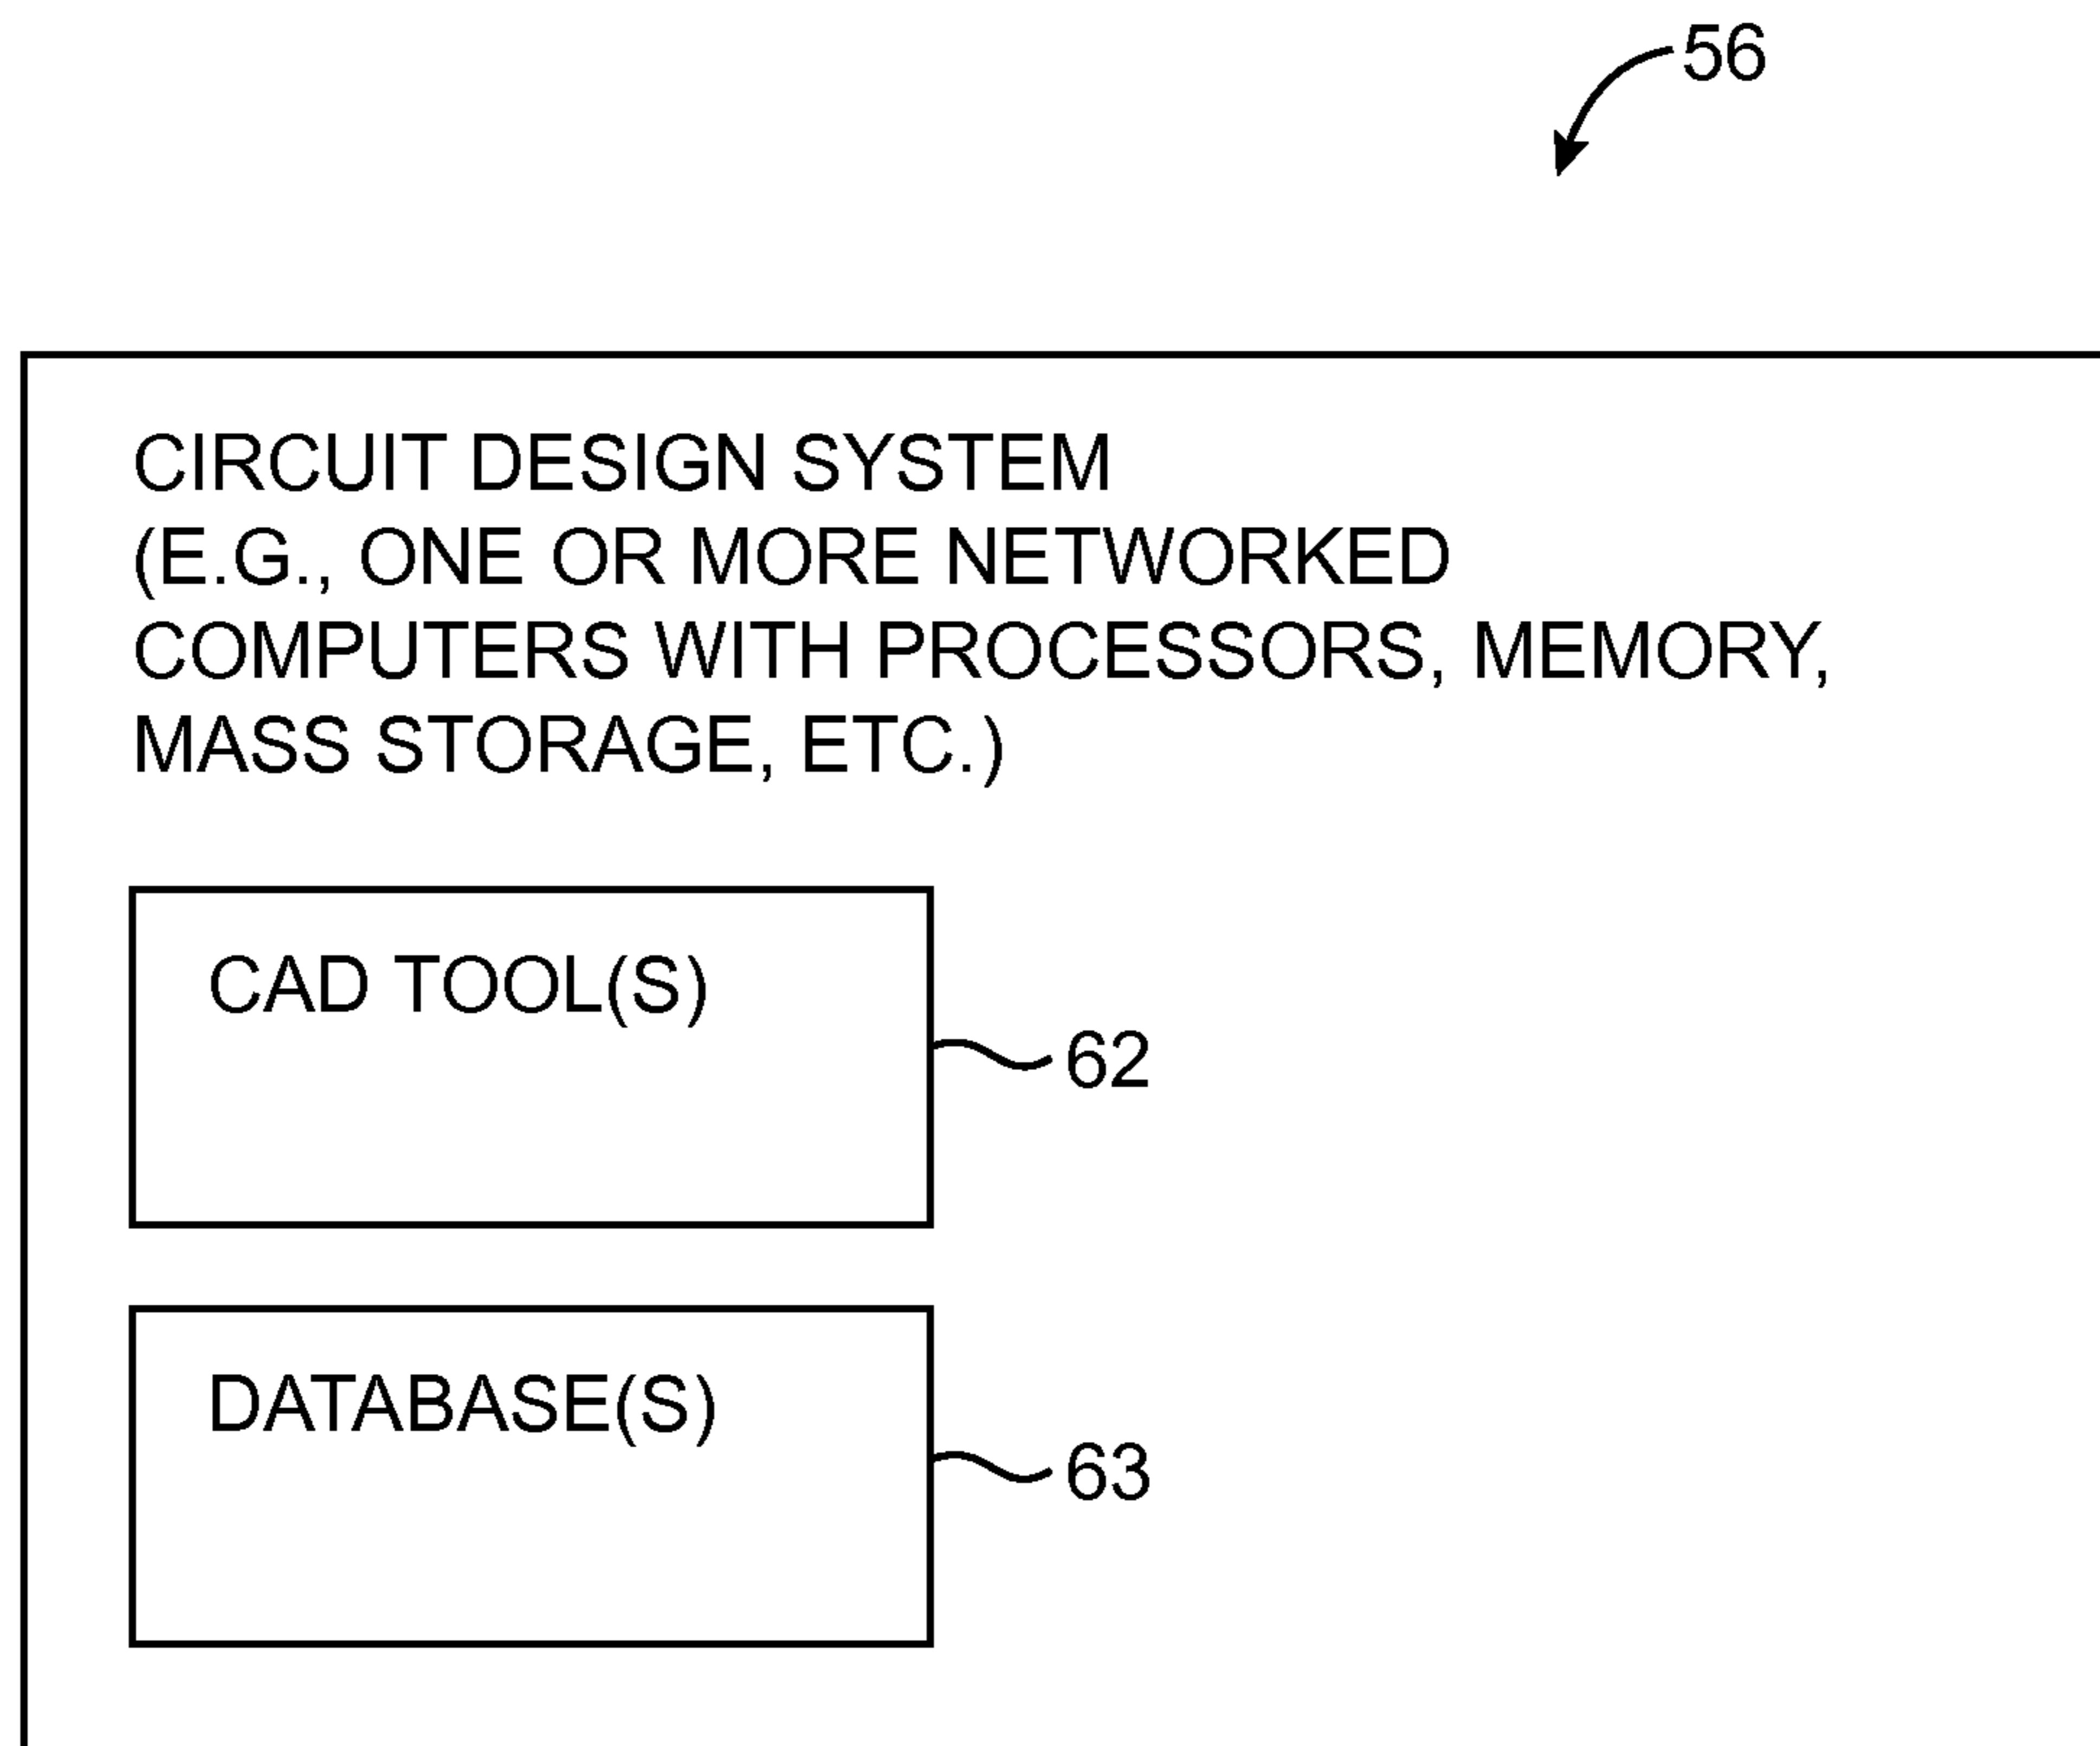 56
CIRCUIT DESIGN SYSTEM
(E.G., ONE OR MORE NETWORKED
COMPUTERS WITH PROCESSORS, MEMORY,
MASS STORAGE, ETC.)
CAD TOOL(S)
62
DATABASE(S)
63